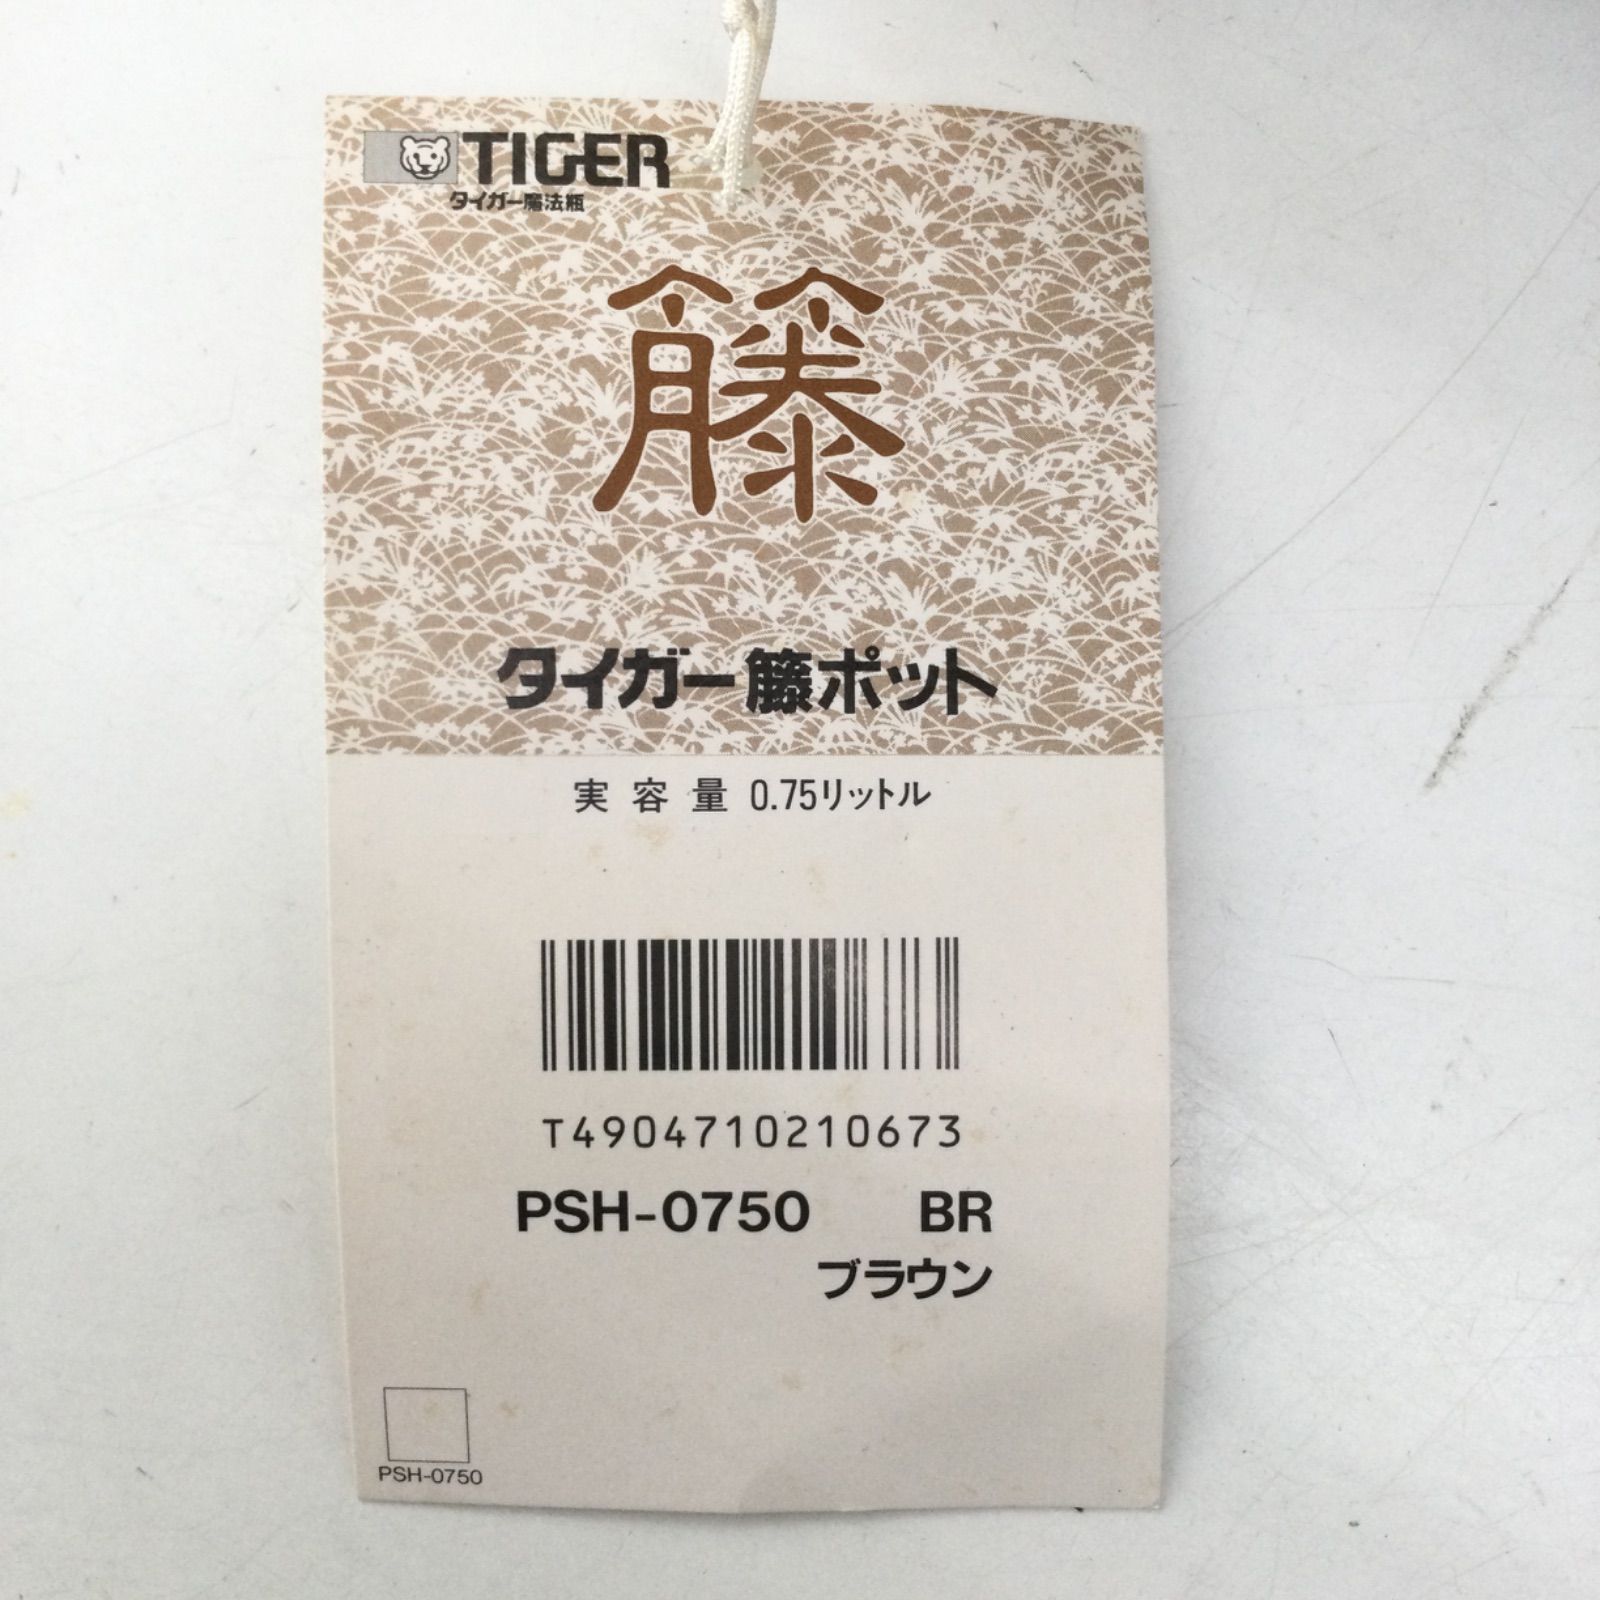 TIGER
タイガー魔法瓶
籐
タイガー籐ポット
実容量 0.75リットル
T4904710210673
PSH-0750 BR
ブラウン
PSH-0750